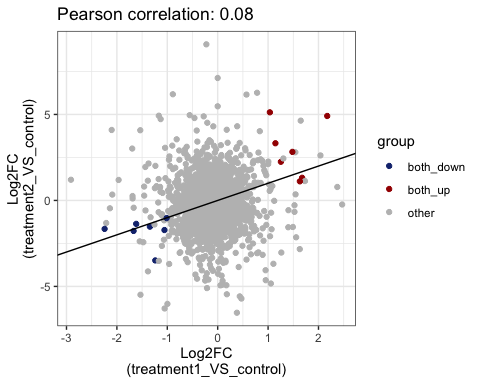 Pearson correlation: 0.08
Log2FC
(treatment2_VS_control)
5
0
-5
-3
-2
-1
0
1
2
Log2FC
(treatment1_VS_control)
group
both_down
both_up
other